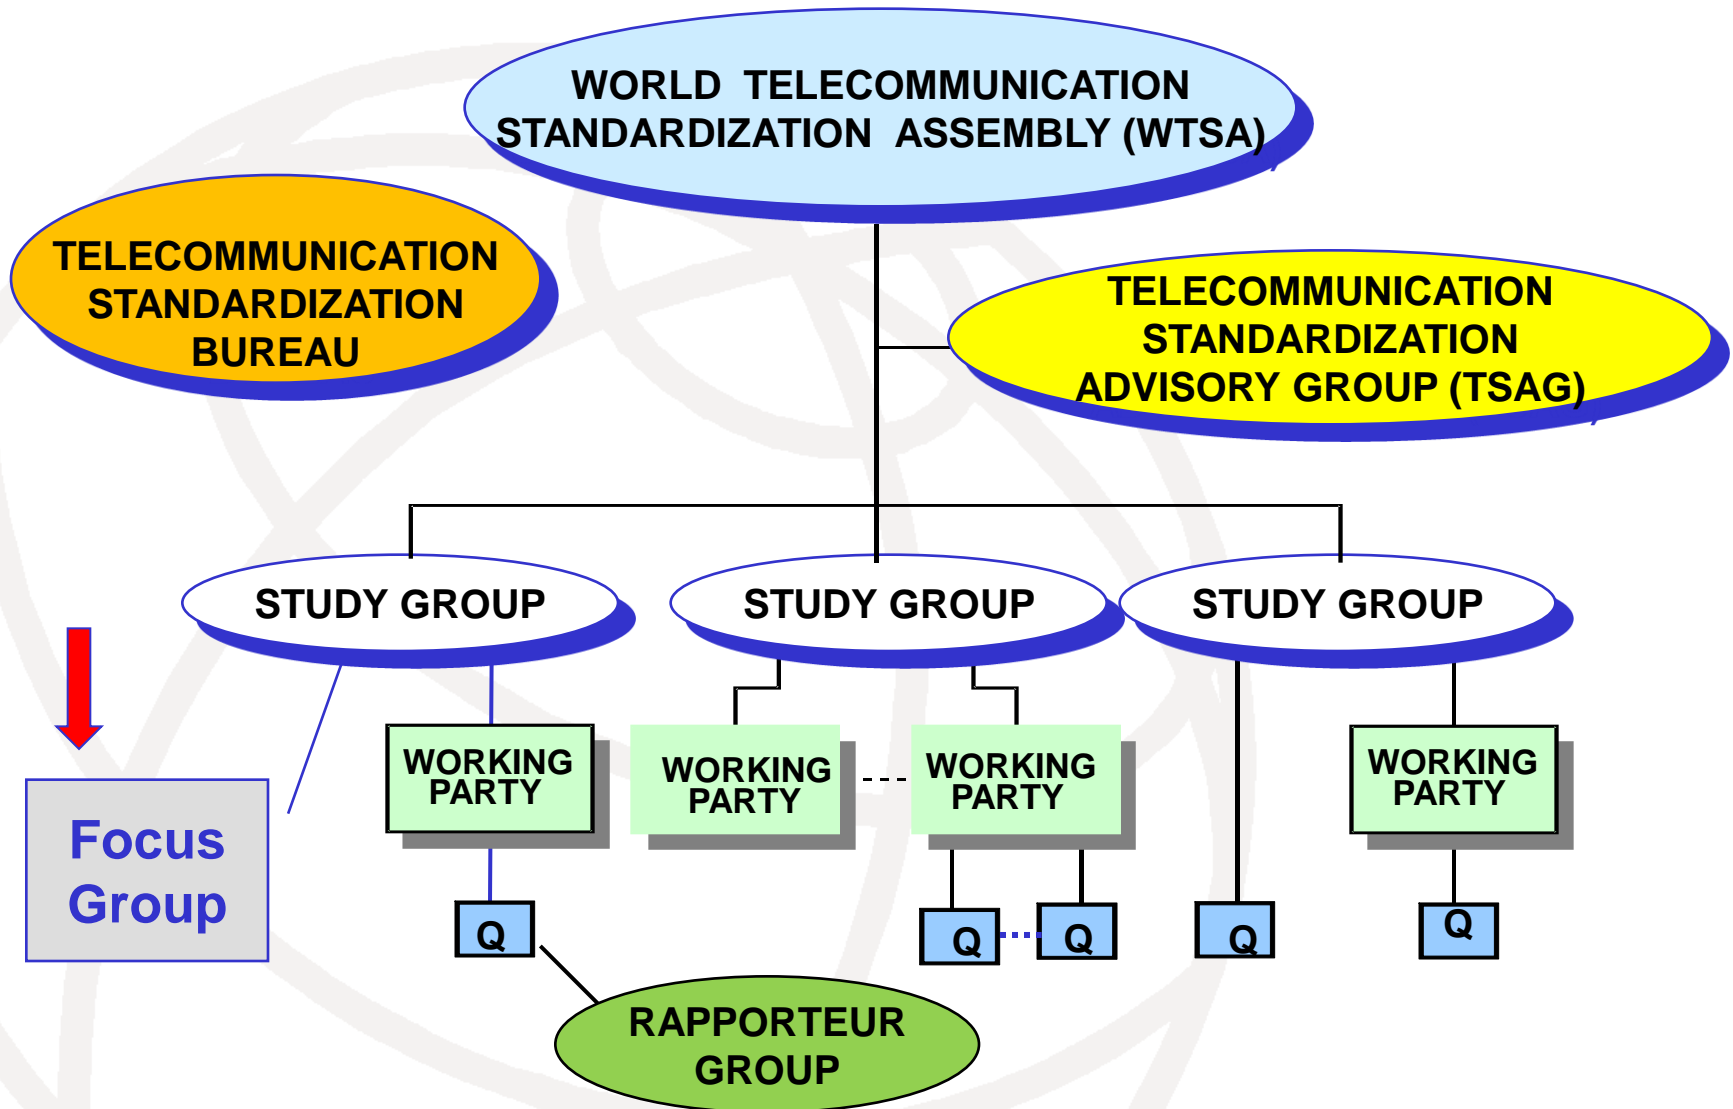 WORLD TELECOMMUNICATION
STANDARDIZATION ASSEMBLY (WTSA)
TELECOMMUNICATION
STANDARDIZATION
BUREAU
TELECOMMUNICATION
STANDARDIZATION
ADVISORY GROUP (TSAG)
STUDY GROUP
STUDY GROUP
STUDY GROUP
WORKING
PARTY
WORKING
PARTY
WORKING
PARTY
WORKING
PARTY
Focus
Group
Q
Q
Q
Q
Q
RAPPORTEUR
GROUP